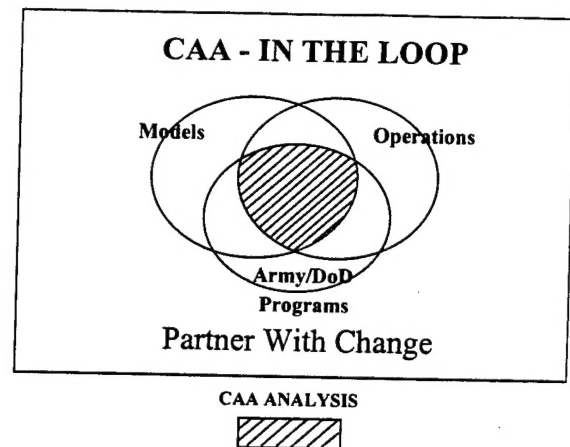 CAA - IN THE LOOP
Models
Operations
Army/DoD
Programs
Partner With Change
CAA ANALYSIS